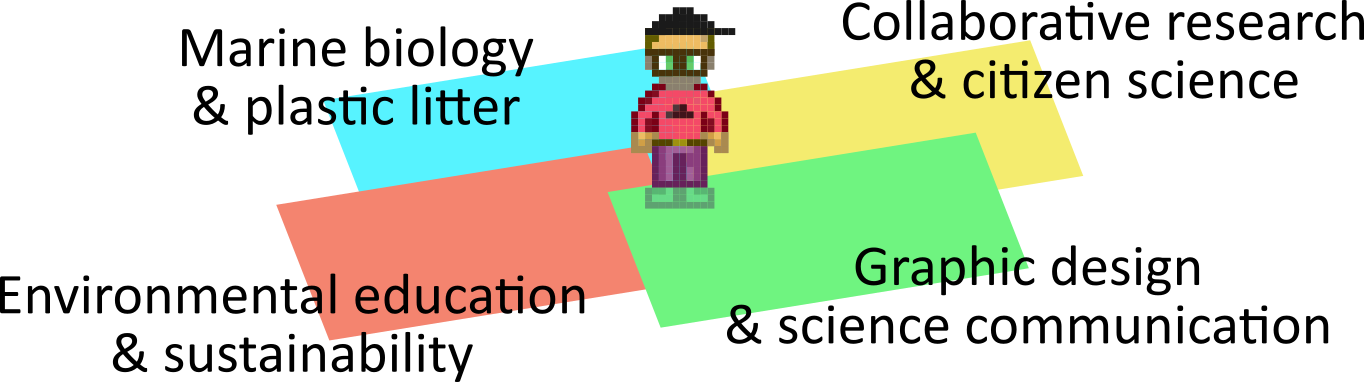 Marine biology
& plastic litter
Collaborative research
& citizen science
Environmental education
& sustainability
Graphic design
& science communication